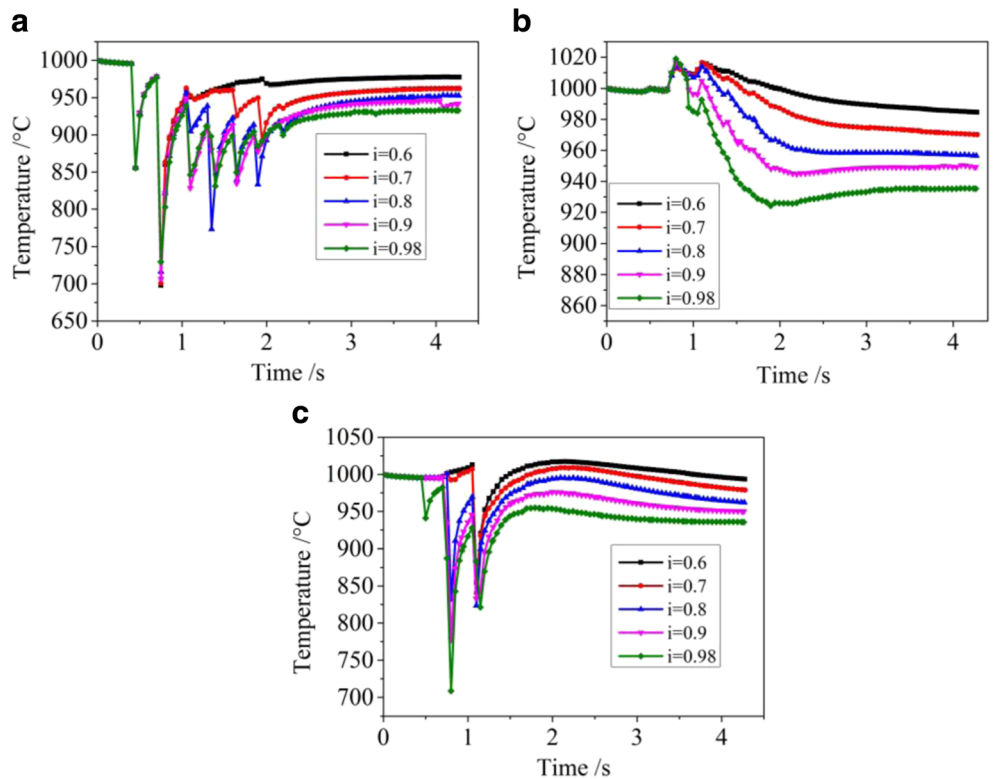 a
1000
950
900
850
800
750
700
650
Temperature /°C
0
1
2
3
4
Time /s
i=0.6
i=0.7
i=0.8
i=0.9
i=0.98
b
1020
1000
980
960
940
920
900
880
860
Temperature /°C
0
1
2
3
4
Time /s
i=0.6
i=0.7
i=0.8
i=0.9
i=0.98
c
1050
1000
950
900
850
800
750
700
Temperature /°C
0
1
2
3
4
Time /s
i=0.6
i=0.7
i=0.8
i=0.9
i=0.98